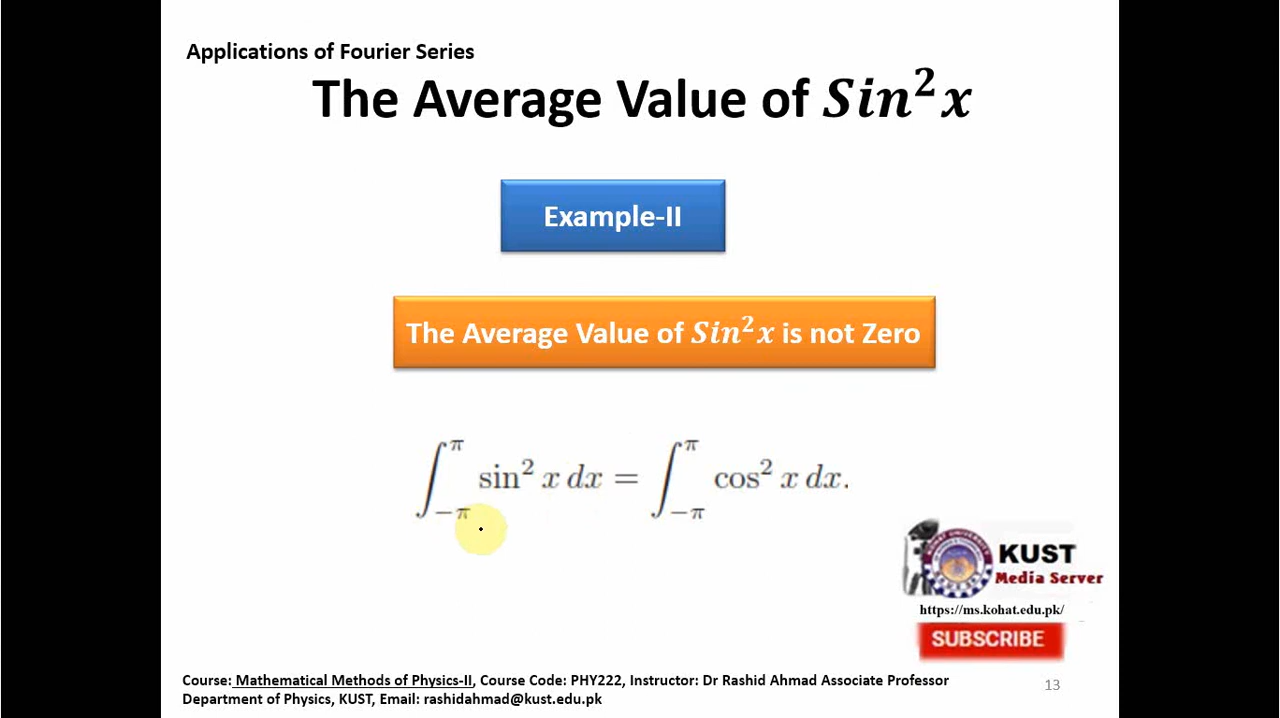 Applications of Fourier Series
The Average Value of Sin²x
Example-II
The Average Value of Sin²x is not Zero
∫_{-π}^{π} sin² x dx = ∫_{-π}^{π} cos² x dx.
KUST
Media Server
https://ms.kohat.edu.pk/
SUBSCRIBE
Course: Mathematical Methods of Physics-II, Course Code: PHY222, Instructor: Dr Rashid Ahmad Associate Professor
Department of Physics, KUST, Email: rashidahmad@kust.edu.pk
13